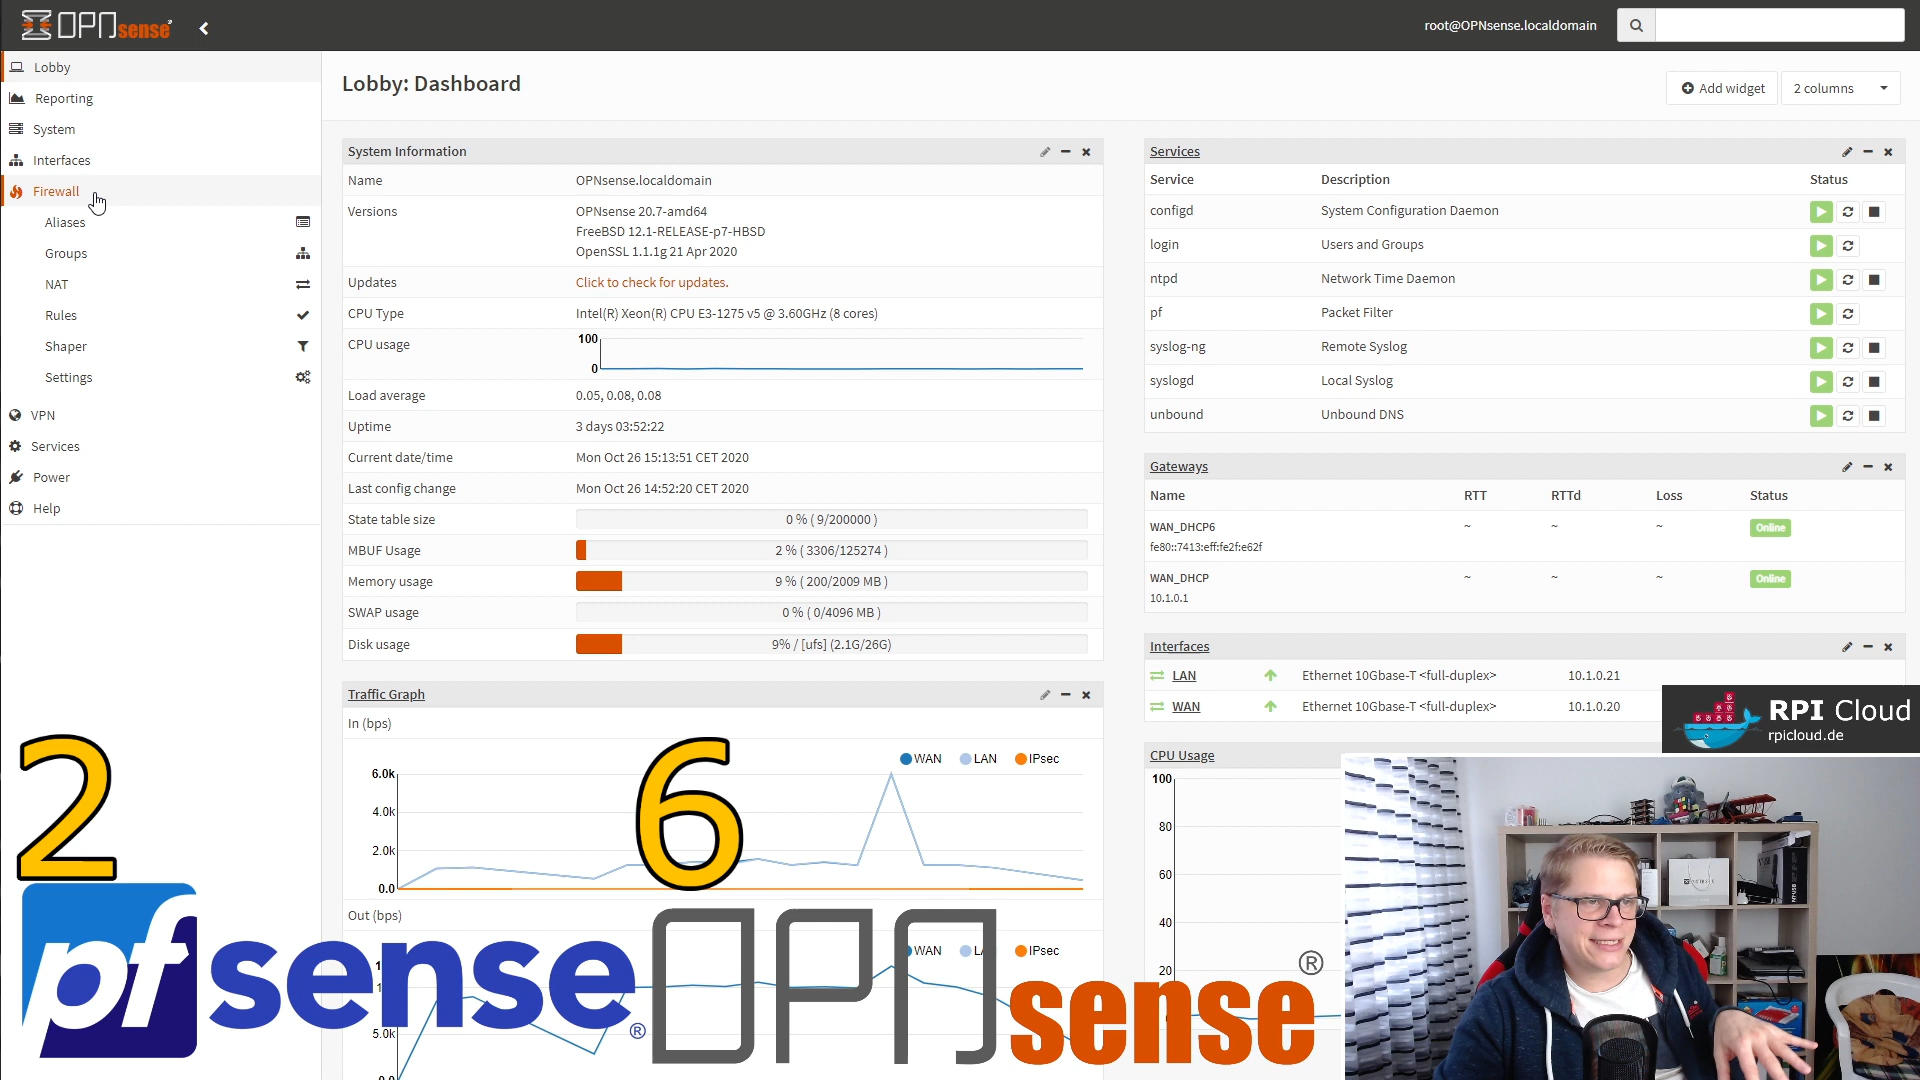 OPNsense
root@OPNsense.localdomain
Lobby
Reporting
System
Interfaces
Firewall
Aliases
Groups
NAT
Rules
Shaper
Settings
VPN
Services
Power
Help
Lobby: Dashboard
Add widget
2 columns
System Information
Name OPNsense.localdomain
Versions OPNsense 20.7-amd64
FreeBSD 12.1-RELEASE-p7-HBSD
OpenSSL 1.1.1g 21 Apr 2020
Updates Click to check for updates.
CPU Type Intel(R) Xeon(R) CPU E3-1275 v5 @ 3.60GHz (8 cores)
CPU usage 100
0
Load average 0.05, 0.08, 0.08
Uptime 3 days 03:52:22
Current date/time Mon Oct 26 15:13:51 CET 2020
Last config change Mon Oct 26 14:52:20 CET 2020
State table size 0 % ( 9/200000 )
MBUF Usage 2 % ( 3306/125274 )
Memory usage 9 % ( 200/2009 MB )
SWAP usage 0 % ( 0/4096 MB )
Disk usage 9% / [ufs] (2.1G/26G)
Traffic Graph
In (bps)
WAN LAN IPsec
6.0k
4.0k
2.0k
0.0
Out (bps)
WAN LA IPsec
5.0k
0.0
Services
Service Description Status
configd System Configuration Daemon
login Users and Groups
ntpd Network Time Daemon
pf Packet Filter
syslog-ng Remote Syslog
syslogd Local Syslog
unbound Unbound DNS
Gateways
Name RTT RTTd Loss Status
WAN_DHCP6 ~ ~ ~ Online
fe80::7413:eff:fe2f:e62f
WAN_DHCP ~ ~ ~ Online
10.1.0.1
Interfaces
LAN Ethernet 10Gbase-T <full-duplex> 10.1.0.21
WAN Ethernet 10Gbase-T <full-duplex> 10.1.0.20
CPU Usage
100
80
60
40
20
RPI Cloud
rpicloud.de
2
6
pfsense®
OPNsense®